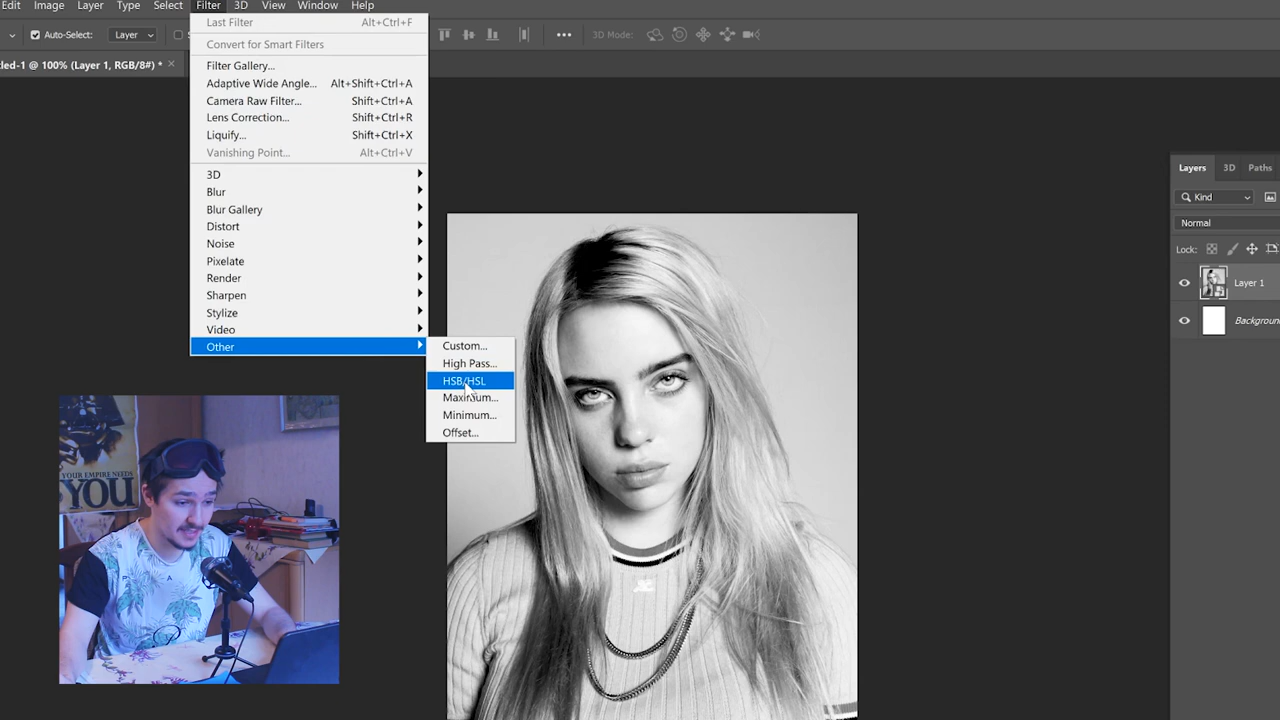 Edit Image Layer Type Select Filter 3D View Window Help
Auto-Select: Layer 3D Mode:
led-1 @ 100% (Layer 1, RGB/8#) * ×
Last Filter Alt+Ctrl+F
Convert for Smart Filters
Filter Gallery...
Adaptive Wide Angle... Alt+Shift+Ctrl+A
Camera Raw Filter... Shift+Ctrl+A
Lens Correction... Shift+Ctrl+R
Liquify... Shift+Ctrl+X
Vanishing Point... Alt+Ctrl+V
3D
Blur
Blur Gallery
Distort
Noise
Pixelate
Render
Sharpen
Stylize
Video
Other
Custom...
High Pass...
HSB/HSL
Maximum...
Minimum...
Offset...
Layers 3D Paths
Kind
Normal
Lock:
Layer 1
Backgroun
YOUR EMPIRE NEEDS
YOU